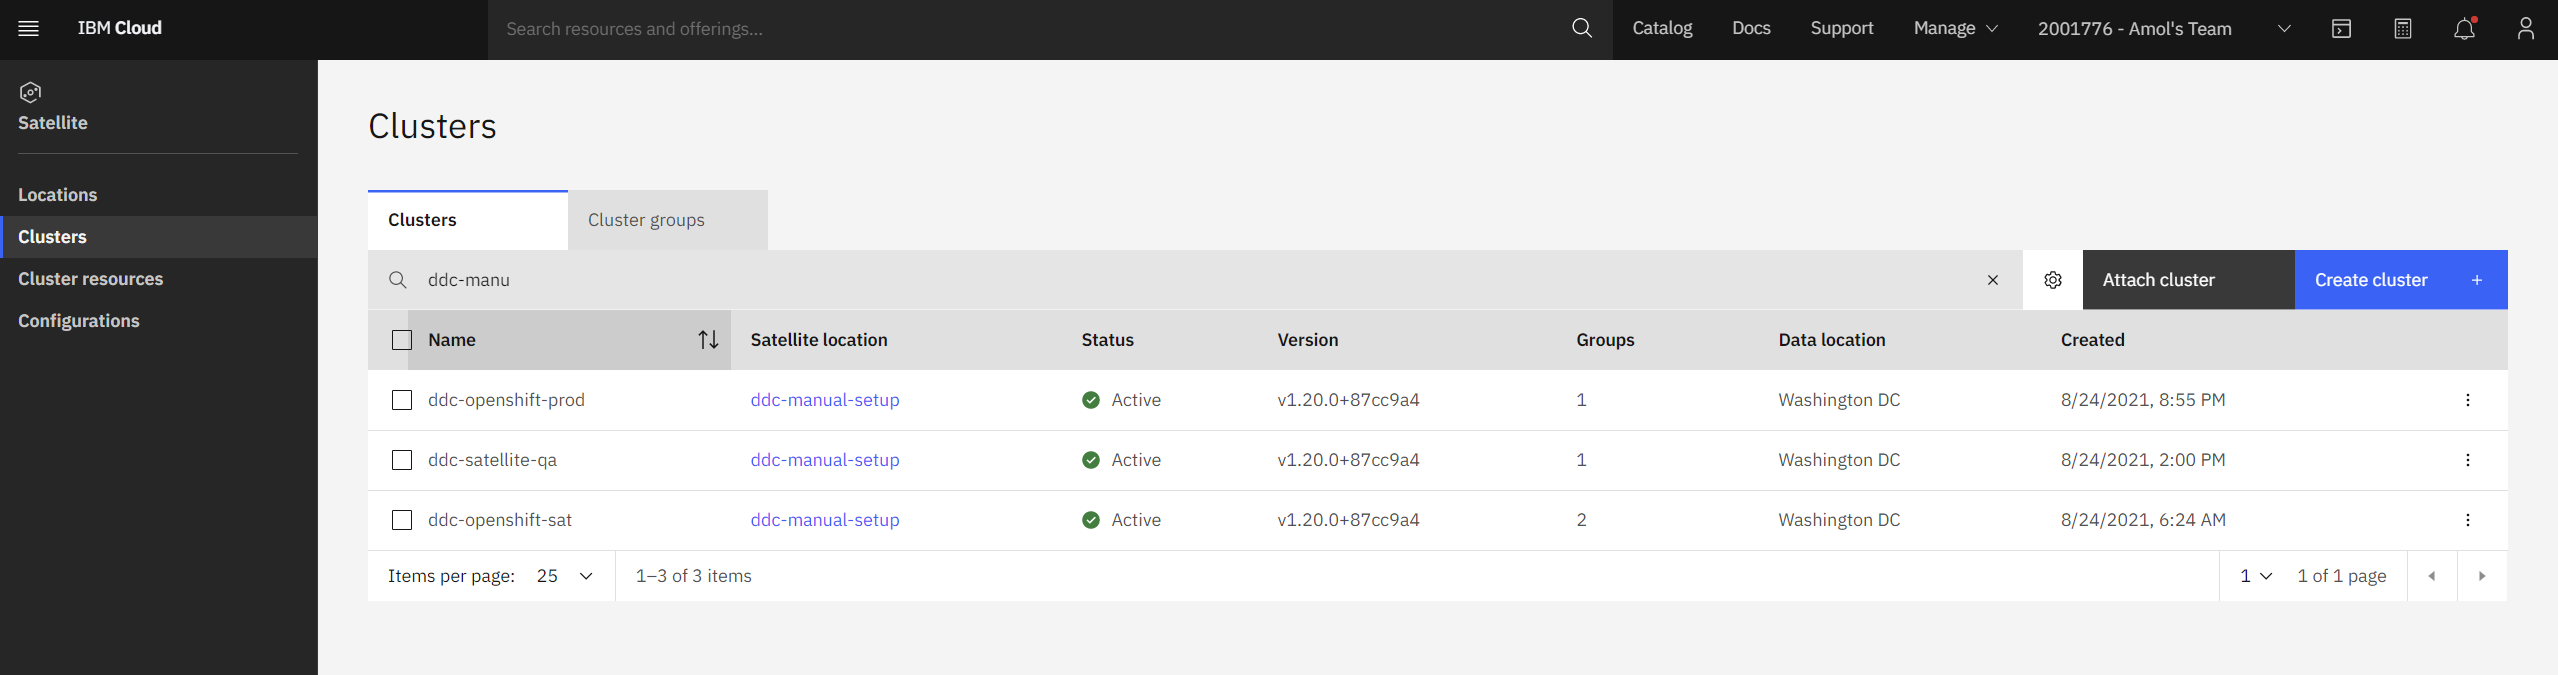 IBM Cloud
Search resources and offerings...
Catalog Docs Support Manage 2001776 - Amol's Team
Satellite
Locations
Clusters
Cluster resources
Configurations
Clusters
Clusters Cluster groups
ddc-manu
Attach cluster Create cluster +
Name Satellite location Status Version Groups Data location Created
ddc-openshift-prod ddc-manual-setup Active v1.20.0+87cc9a4 1 Washington DC 8/24/2021, 8:55 PM
ddc-satellite-qa ddc-manual-setup Active v1.20.0+87cc9a4 1 Washington DC 8/24/2021, 2:00 PM
ddc-openshift-sat ddc-manual-setup Active v1.20.0+87cc9a4 2 Washington DC 8/24/2021, 6:24 AM
Items per page: 25 1–3 of 3 items 1 1 of 1 page